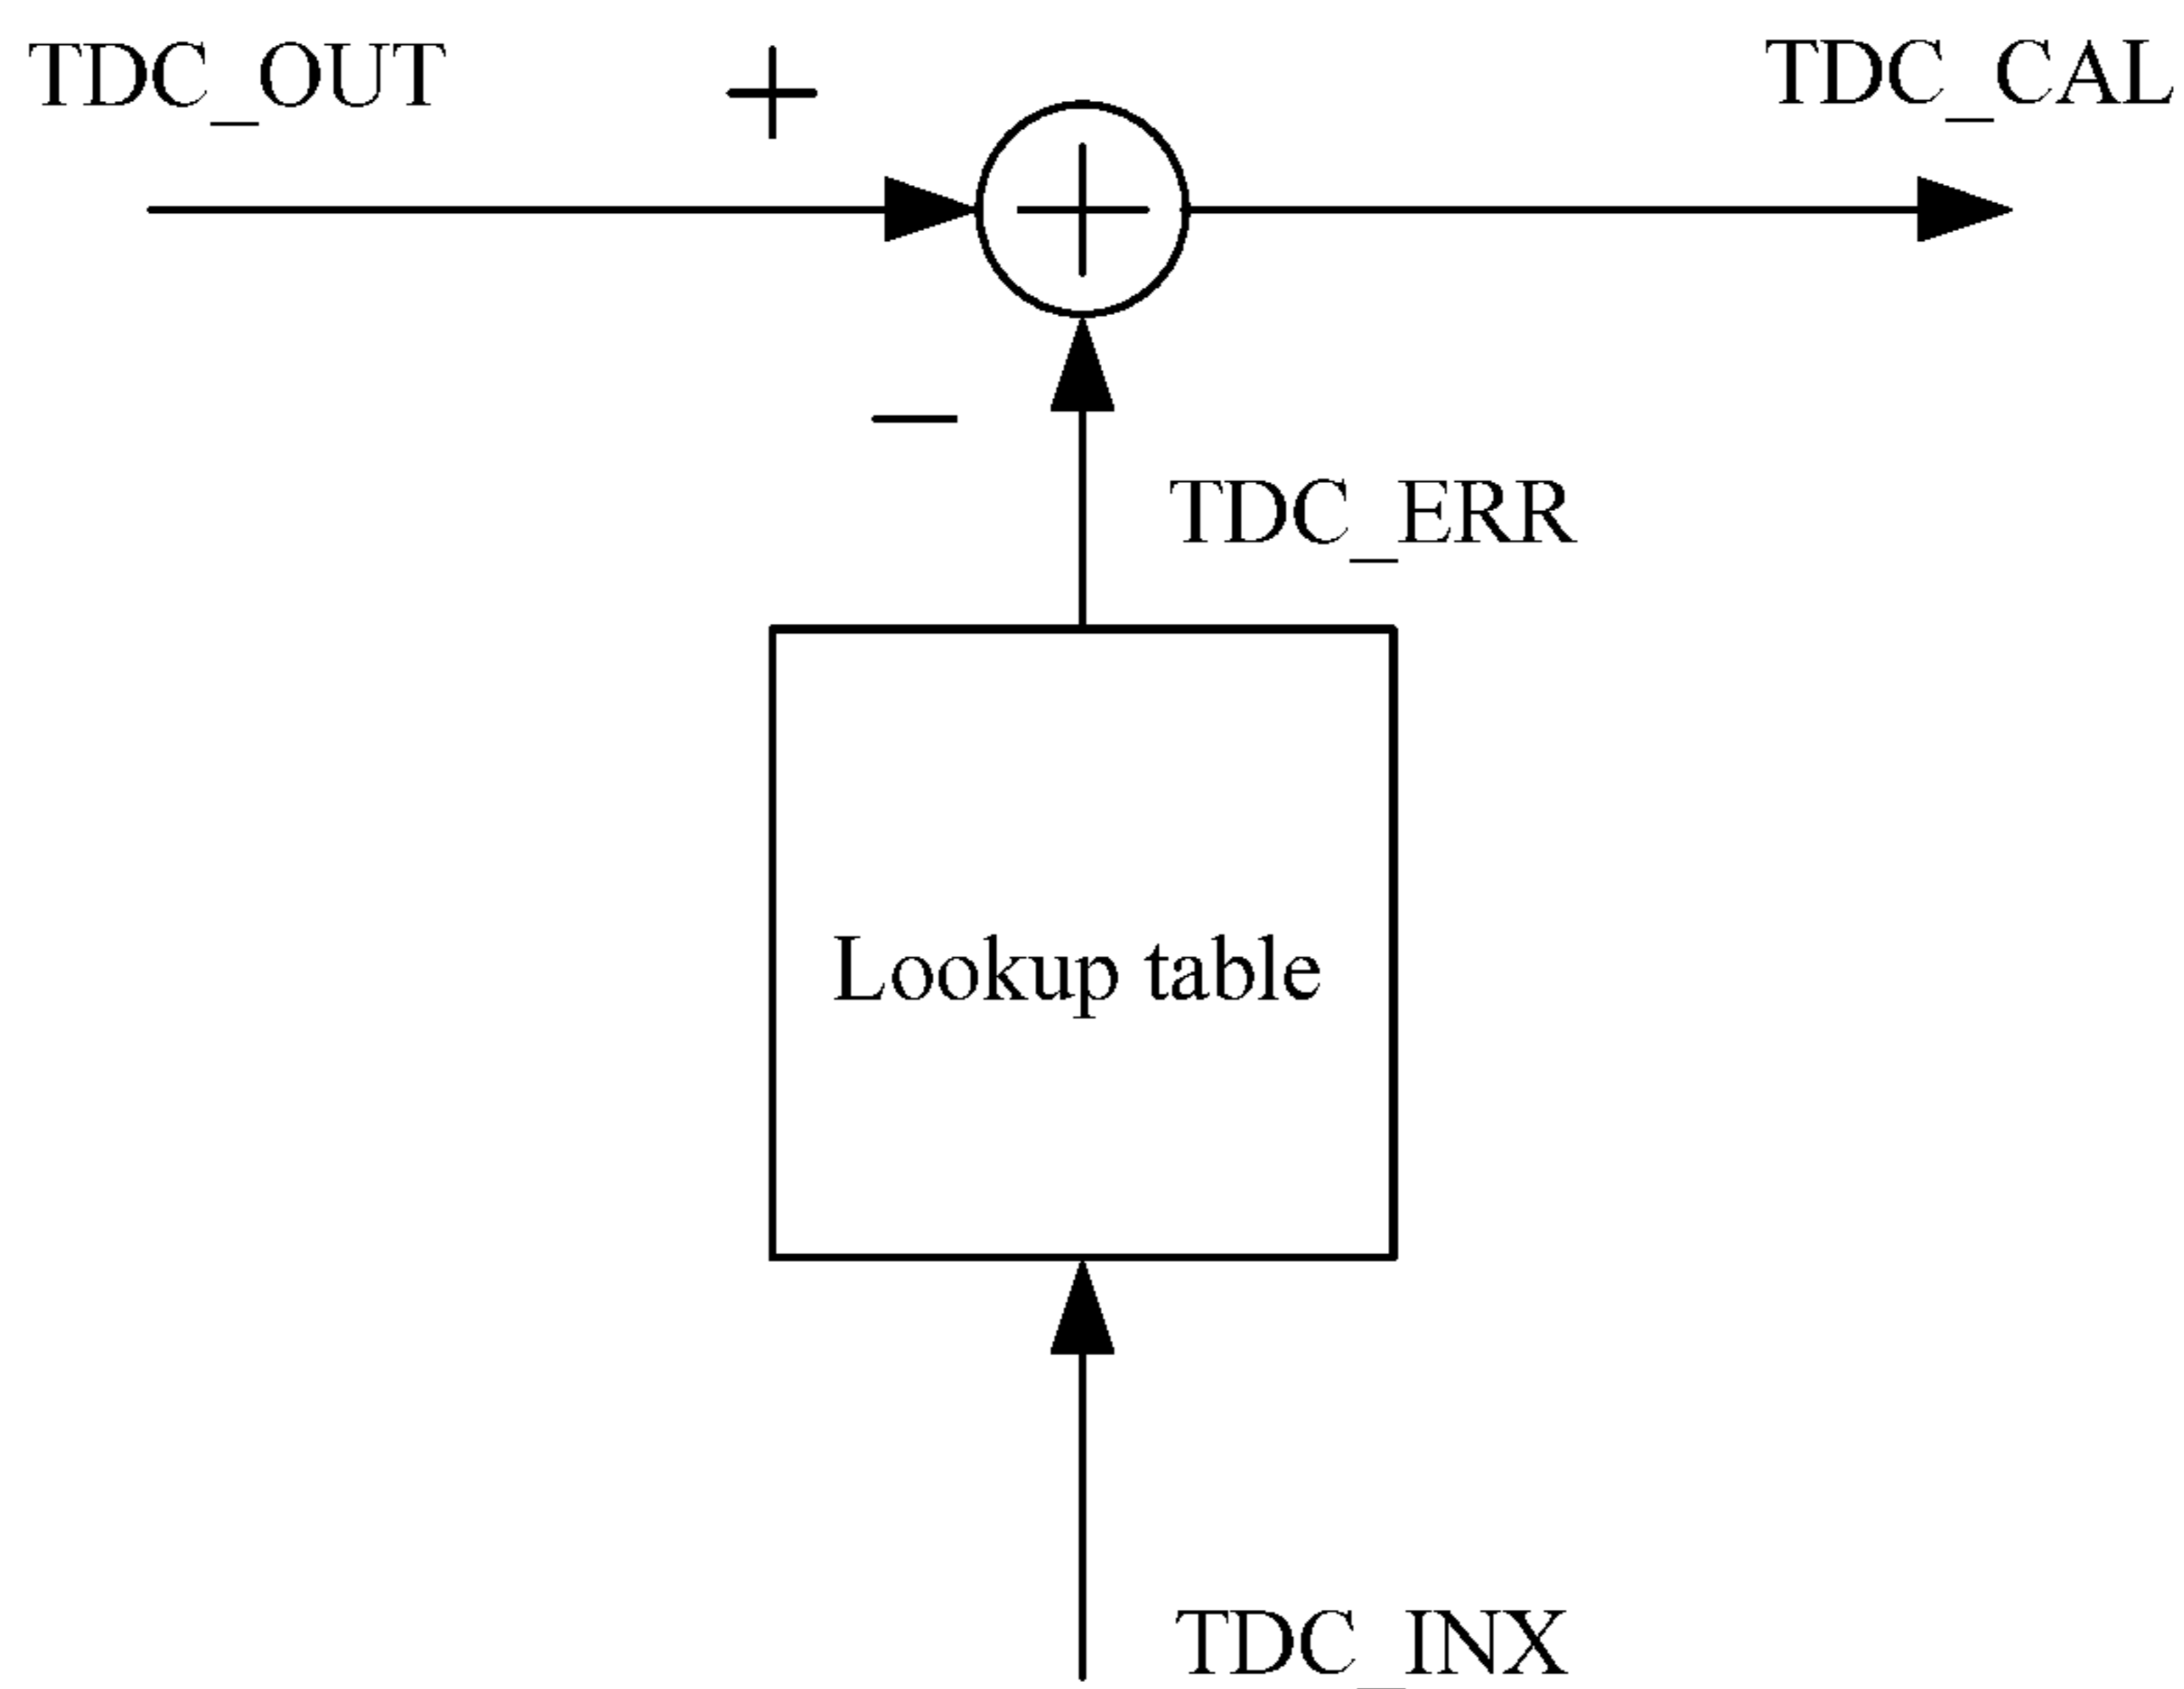 TDC_OUT
+
TDC_CAL
−
TDC_ERR
Lookup table
TDC_INX